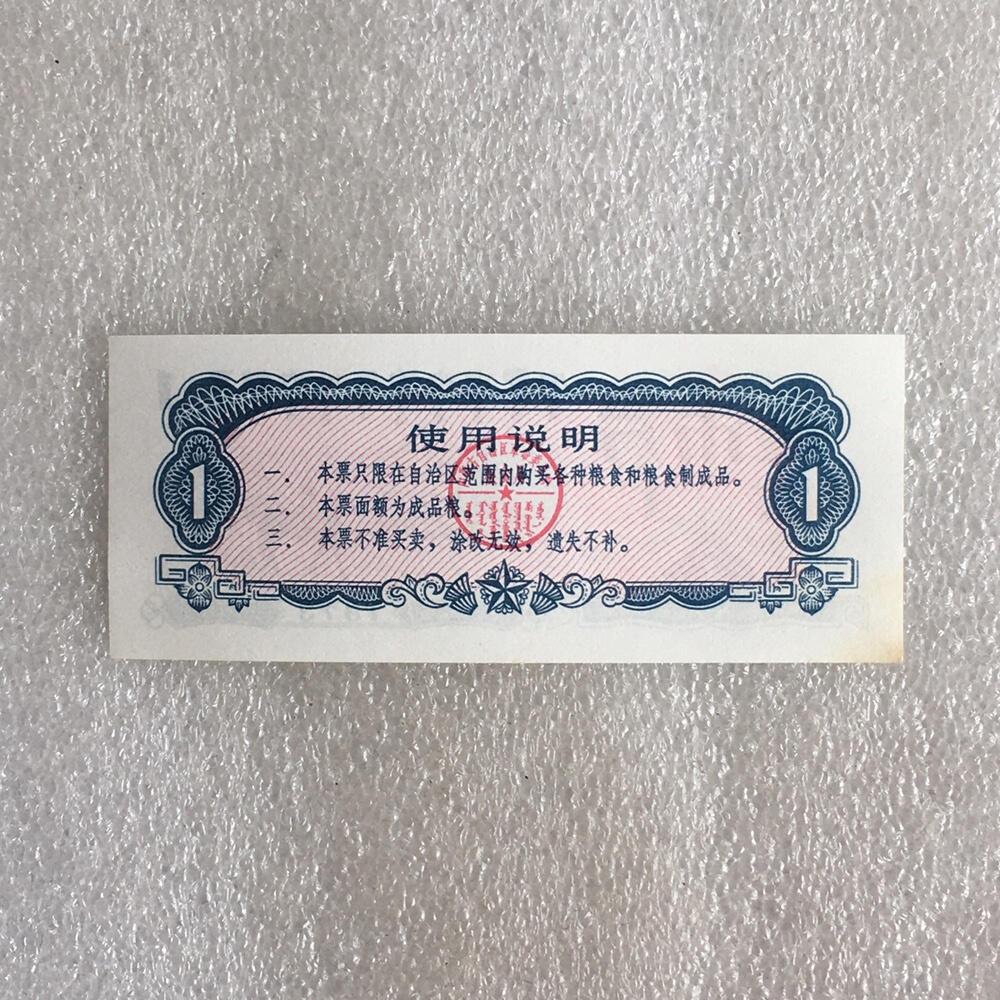 使用说明
1
一．本票只限在自治区范围内购买各种粮食和粮食制成品。
二．本票面额为成品粮。
三．本票不准买卖，涂改无效，遗失不补。
1